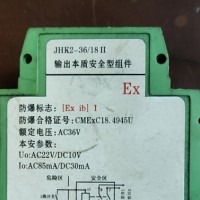 JHK2-36/18Ⅱ
输出本质安全型组件
Ex
防爆标志：[Ex ib] I
防爆合格证号：CMExC18.4945U
额定电压：AC36V
本安参数：
Uo:AC22V/DC10V
Io:AC85mA/DC30mA
危险区 安全区